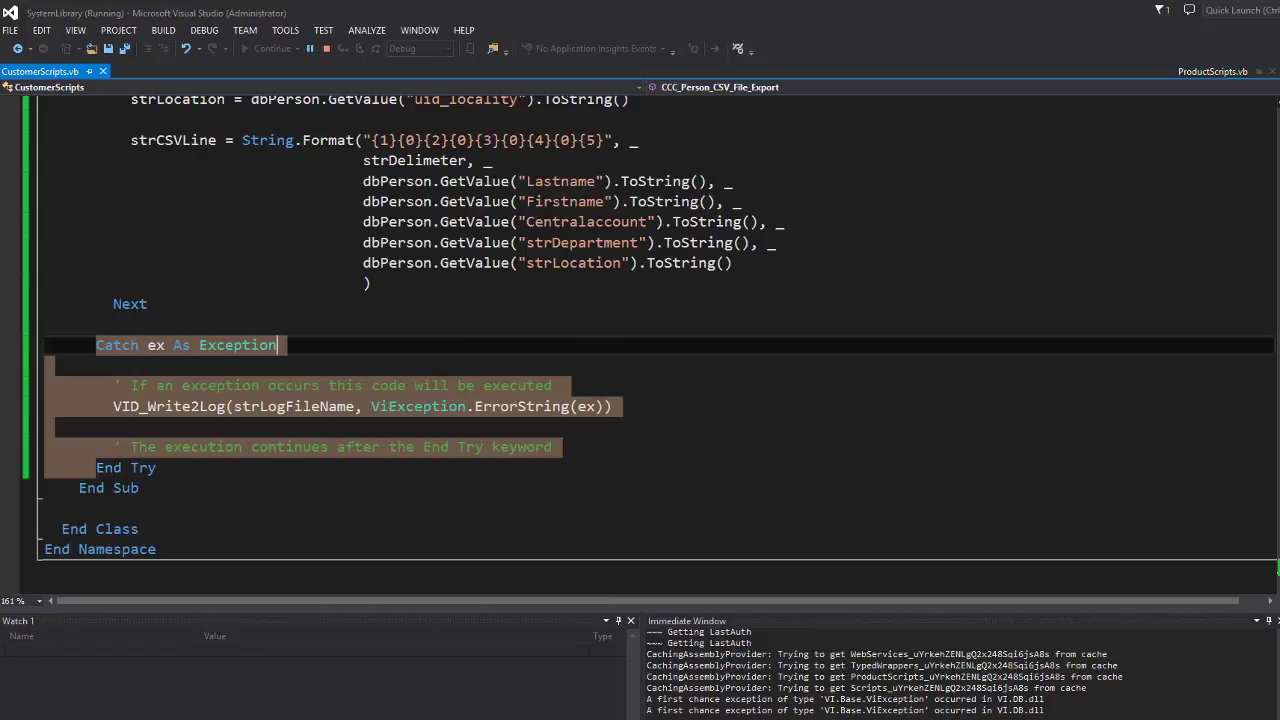 SystemLibrary (Running) - Microsoft Visual Studio (Administrator)
1
Quick Launch (Ctrl
FILE EDIT VIEW PROJECT BUILD DEBUG TEAM TOOLS TEST ANALYZE WINDOW HELP
Continue Debug No Application Insights Events
CustomerScripts.vb ProductScripts.vb
CustomerScripts CCC_Person_CSV_File_Export
strLocation = dbPerson.GetValue("uid_locality").ToString()
strCSVLine = String.Format("{1}{0}{2}{0}{3}{0}{4}{0}{5}", _
strDelimeter, _
dbPerson.GetValue("Lastname").ToString(), _
dbPerson.GetValue("Firstname").ToString(), _
dbPerson.GetValue("Centralaccount").ToString(), _
dbPerson.GetValue("strDepartment").ToString(), _
dbPerson.GetValue("strLocation").ToString()
)
Next
Catch ex As Exception
' If an exception occurs this code will be executed
VID_Write2Log(strLogFileName, ViException.ErrorString(ex))
' The execution continues after the End Try keyword
End Try
End Sub
End Class
End Namespace
161 %
Watch 1
Name Value Type
Immediate Window
~~~ Getting LastAuth
~~~ Getting LastAuth
CachingAssemblyProvider: Trying to get WebServices_uYrkehZENLgQ2x248Sqi6jsA8s from cache
CachingAssemblyProvider: Trying to get TypedWrappers_uYrkehZENLgQ2x248Sqi6jsA8s from cache
CachingAssemblyProvider: Trying to get ProductScripts_uYrkehZENLgQ2x248Sqi6jsA8s from cache
CachingAssemblyProvider: Trying to get Scripts_uYrkehZENLgQ2x248Sqi6jsA8s from cache
A first chance exception of type 'VI.Base.ViException' occurred in VI.DB.dll
A first chance exception of type 'VI.Base.ViException' occurred in VI.DB.dll